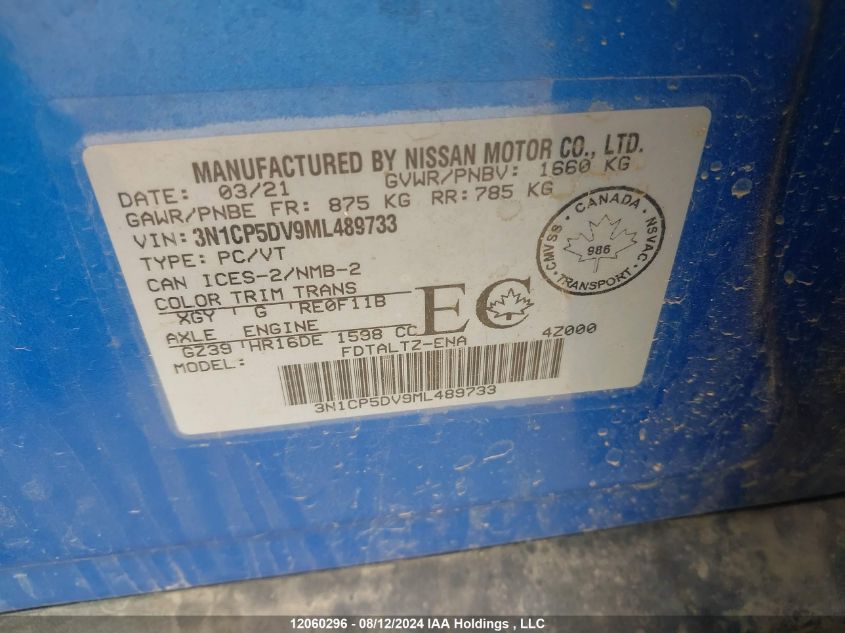 MANUFACTURED BY NISSAN MOTOR CO., LTD.
DATE: 03/21 GVWR/PNBV: 1660 KG
GAWR/PNBE FR: 875 KG RR: 785 KG
VIN: 3N1CP5DV9ML489733
TYPE: PC/VT
CAN ICES-2/NMB-2
COLOR TRIM TRANS
XGY G RE0F11B
AXLE ENGINE
GZ39 HR16DE 1598 CC
MODEL: FDTALTZ-ENA 4Z000
EC
CANADA
CMVSS 986 NSVAC
TRANSPORT
3N1CP5DV9ML489733
12060296 - 08/12/2024 IAA Holdings , LLC